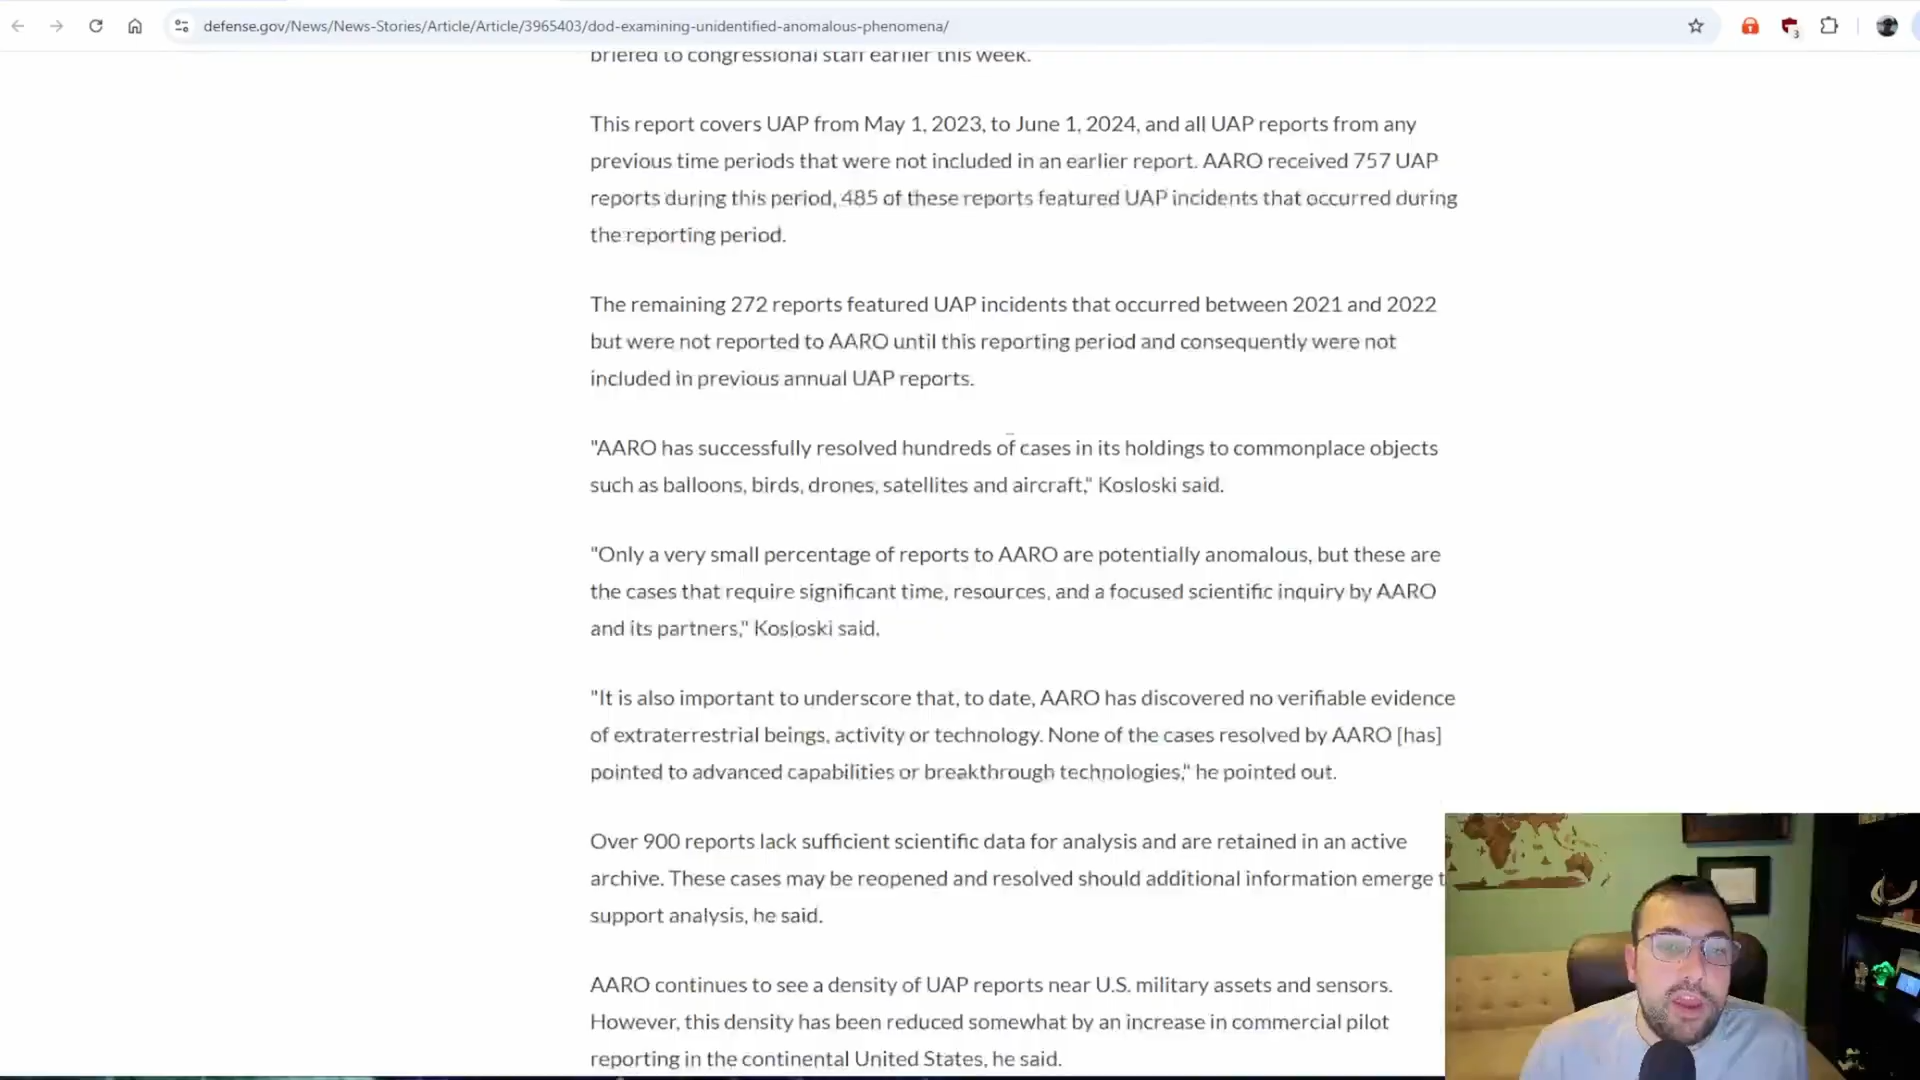 defense.gov/News/News-Stories/Article/Article/3965403/dod-examining-unidentified-anomalous-phenomena/
3
briefed to congressional staff earlier this week.
This report covers UAP from May 1, 2023, to June 1, 2024, and all UAP reports from any
previous time periods that were not included in an earlier report. AARO received 757 UAP
reports during this period, 485 of these reports featured UAP incidents that occurred during
the reporting period.
The remaining 272 reports featured UAP incidents that occurred between 2021 and 2022
but were not reported to AARO until this reporting period and consequently were not
included in previous annual UAP reports.
"AARO has successfully resolved hundreds of cases in its holdings to commonplace objects
such as balloons, birds, drones, satellites and aircraft," Kosloski said.
"Only a very small percentage of reports to AARO are potentially anomalous, but these are
the cases that require significant time, resources, and a focused scientific inquiry by AARO
and its partners," Kosloski said.
"It is also important to underscore that, to date, AARO has discovered no verifiable evidence
of extraterrestrial beings, activity or technology. None of the cases resolved by AARO [has]
pointed to advanced capabilities or breakthrough technologies," he pointed out.
Over 900 reports lack sufficient scientific data for analysis and are retained in an active
archive. These cases may be reopened and resolved should additional information emerge t
support analysis, he said.
AARO continues to see a density of UAP reports near U.S. military assets and sensors.
However, this density has been reduced somewhat by an increase in commercial pilot
reporting in the continental United States, he said.